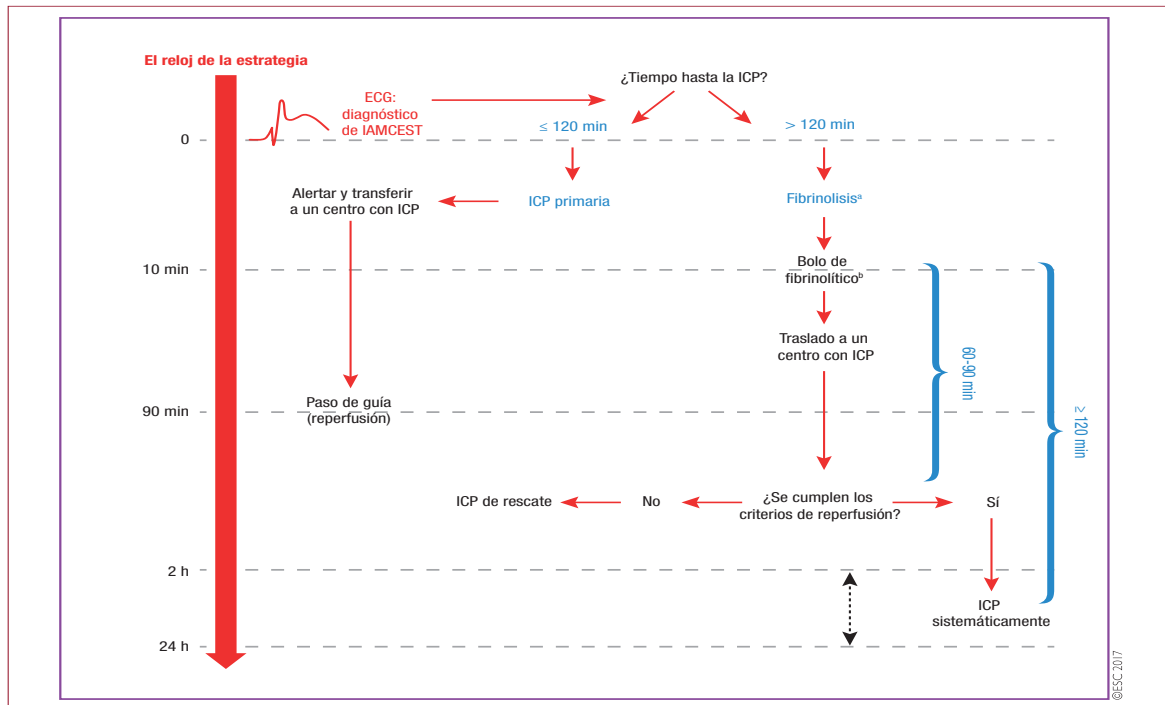 El reloj de la estrategia
¿Tiempo hasta la ICP?
ECG:
diagnóstico
de IAMCEST
≤ 120 min
> 120 min
0
Alertar y transferir
a un centro con ICP
ICP primaria
Fibrinolisisª
10 min
Bolo de
fibrinolíticoᵇ
Traslado a un
centro con ICP
60-90 min
≥ 120 min
Paso de guía
(reperfusión)
90 min
ICP de rescate
No
¿Se cumplen los
criterios de reperfusión?
Sí
2 h
ICP
sistemáticamente
24 h
©ESC 2017